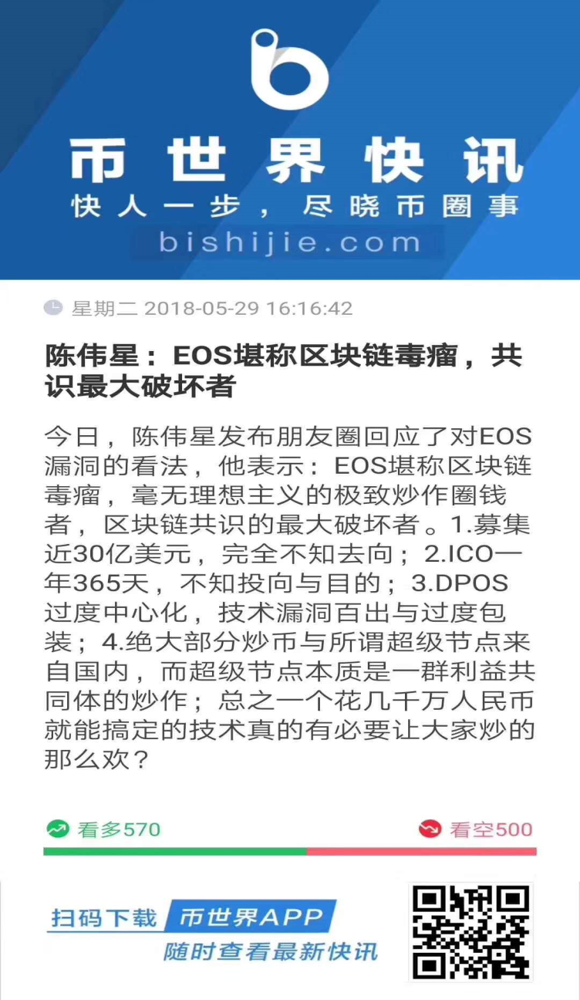 币世界快讯
快人一步，尽晓币圈事
bishijie.com
星期二 2018-05-29 16:16:42
陈伟星：EOS堪称区块链毒瘤，共
识最大破坏者
今日，陈伟星发布朋友圈回应了对EOS
漏洞的看法，他表示：EOS堪称区块链
毒瘤，毫无理想主义的极致炒作圈钱
者，区块链共识的最大破坏者。1.募集
近30亿美元，完全不知去向；2.ICO一
年365天，不知投向与目的；3.DPOS
过度中心化，技术漏洞百出与过度包
装；4.绝大部分炒币与所谓超级节点来
自国内，而超级节点本质是一群利益共
同体的炒作；总之一个花几千万人民币
就能搞定的技术真的有必要让大家炒的
那么欢？
看多570
看空500
扫码下载 币世界APP
随时查看最新快讯